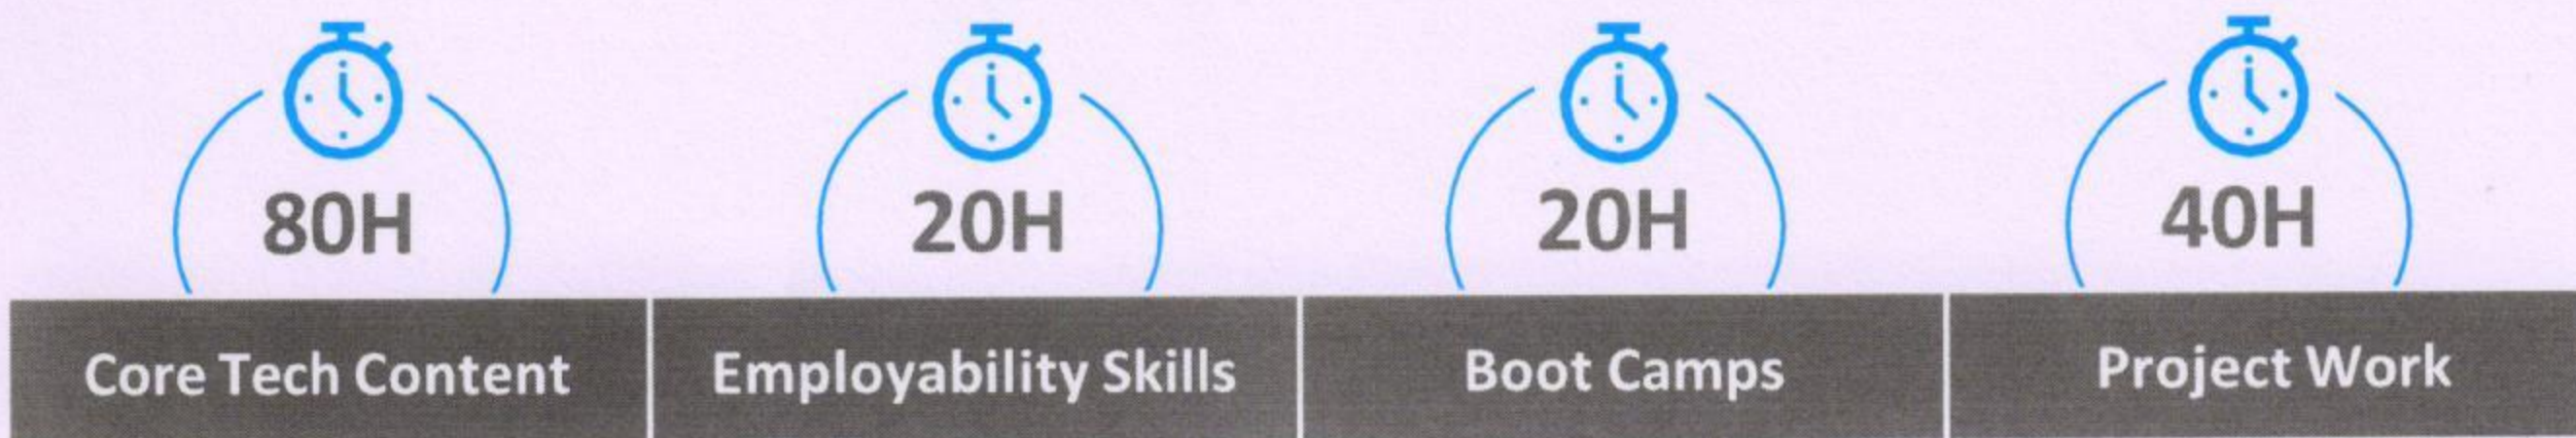 80H 20H 20H 40H
Core Tech Content Employability Skills Boot Camps Project Work